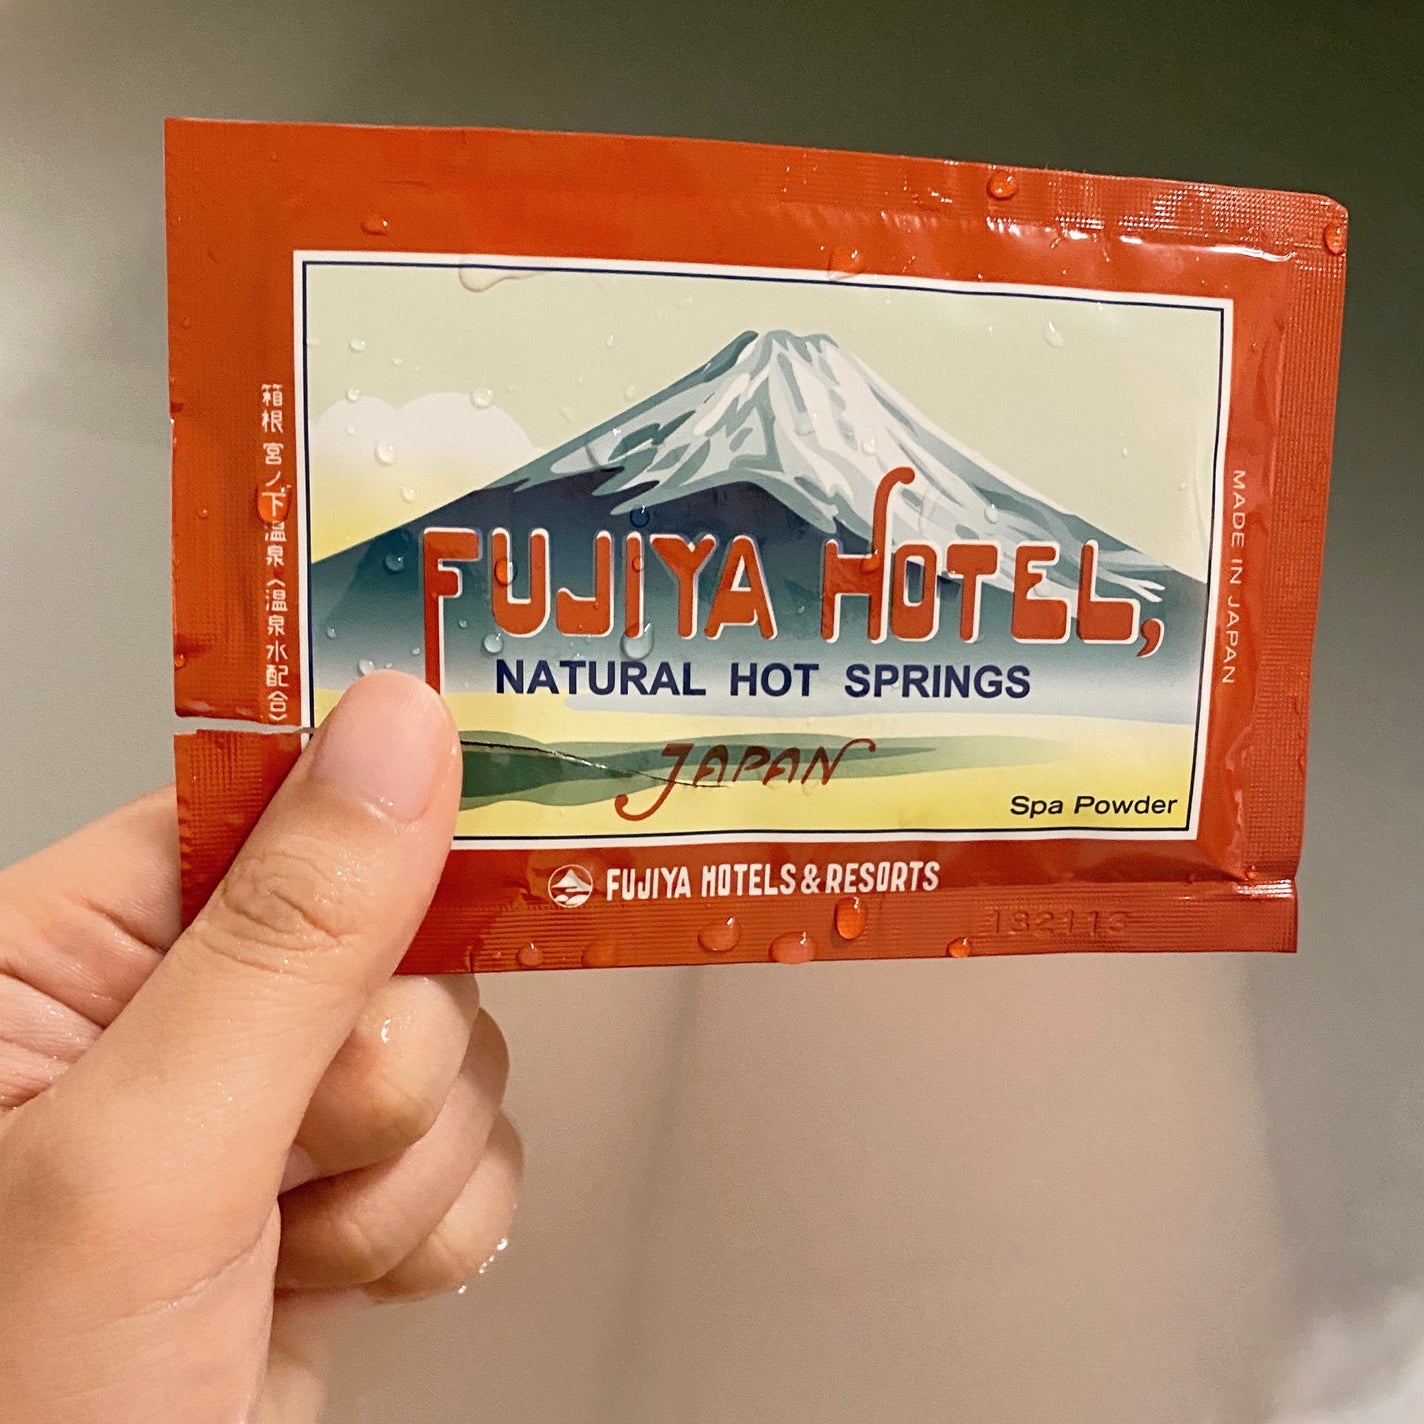 箱根 宮ノ下温泉〈温泉水配合〉
FUJIYA HOTEL,
NATURAL HOT SPRINGS
JAPAN
Spa Powder
MADE IN JAPAN
FUJIYA HOTELS & RESORTS
132113